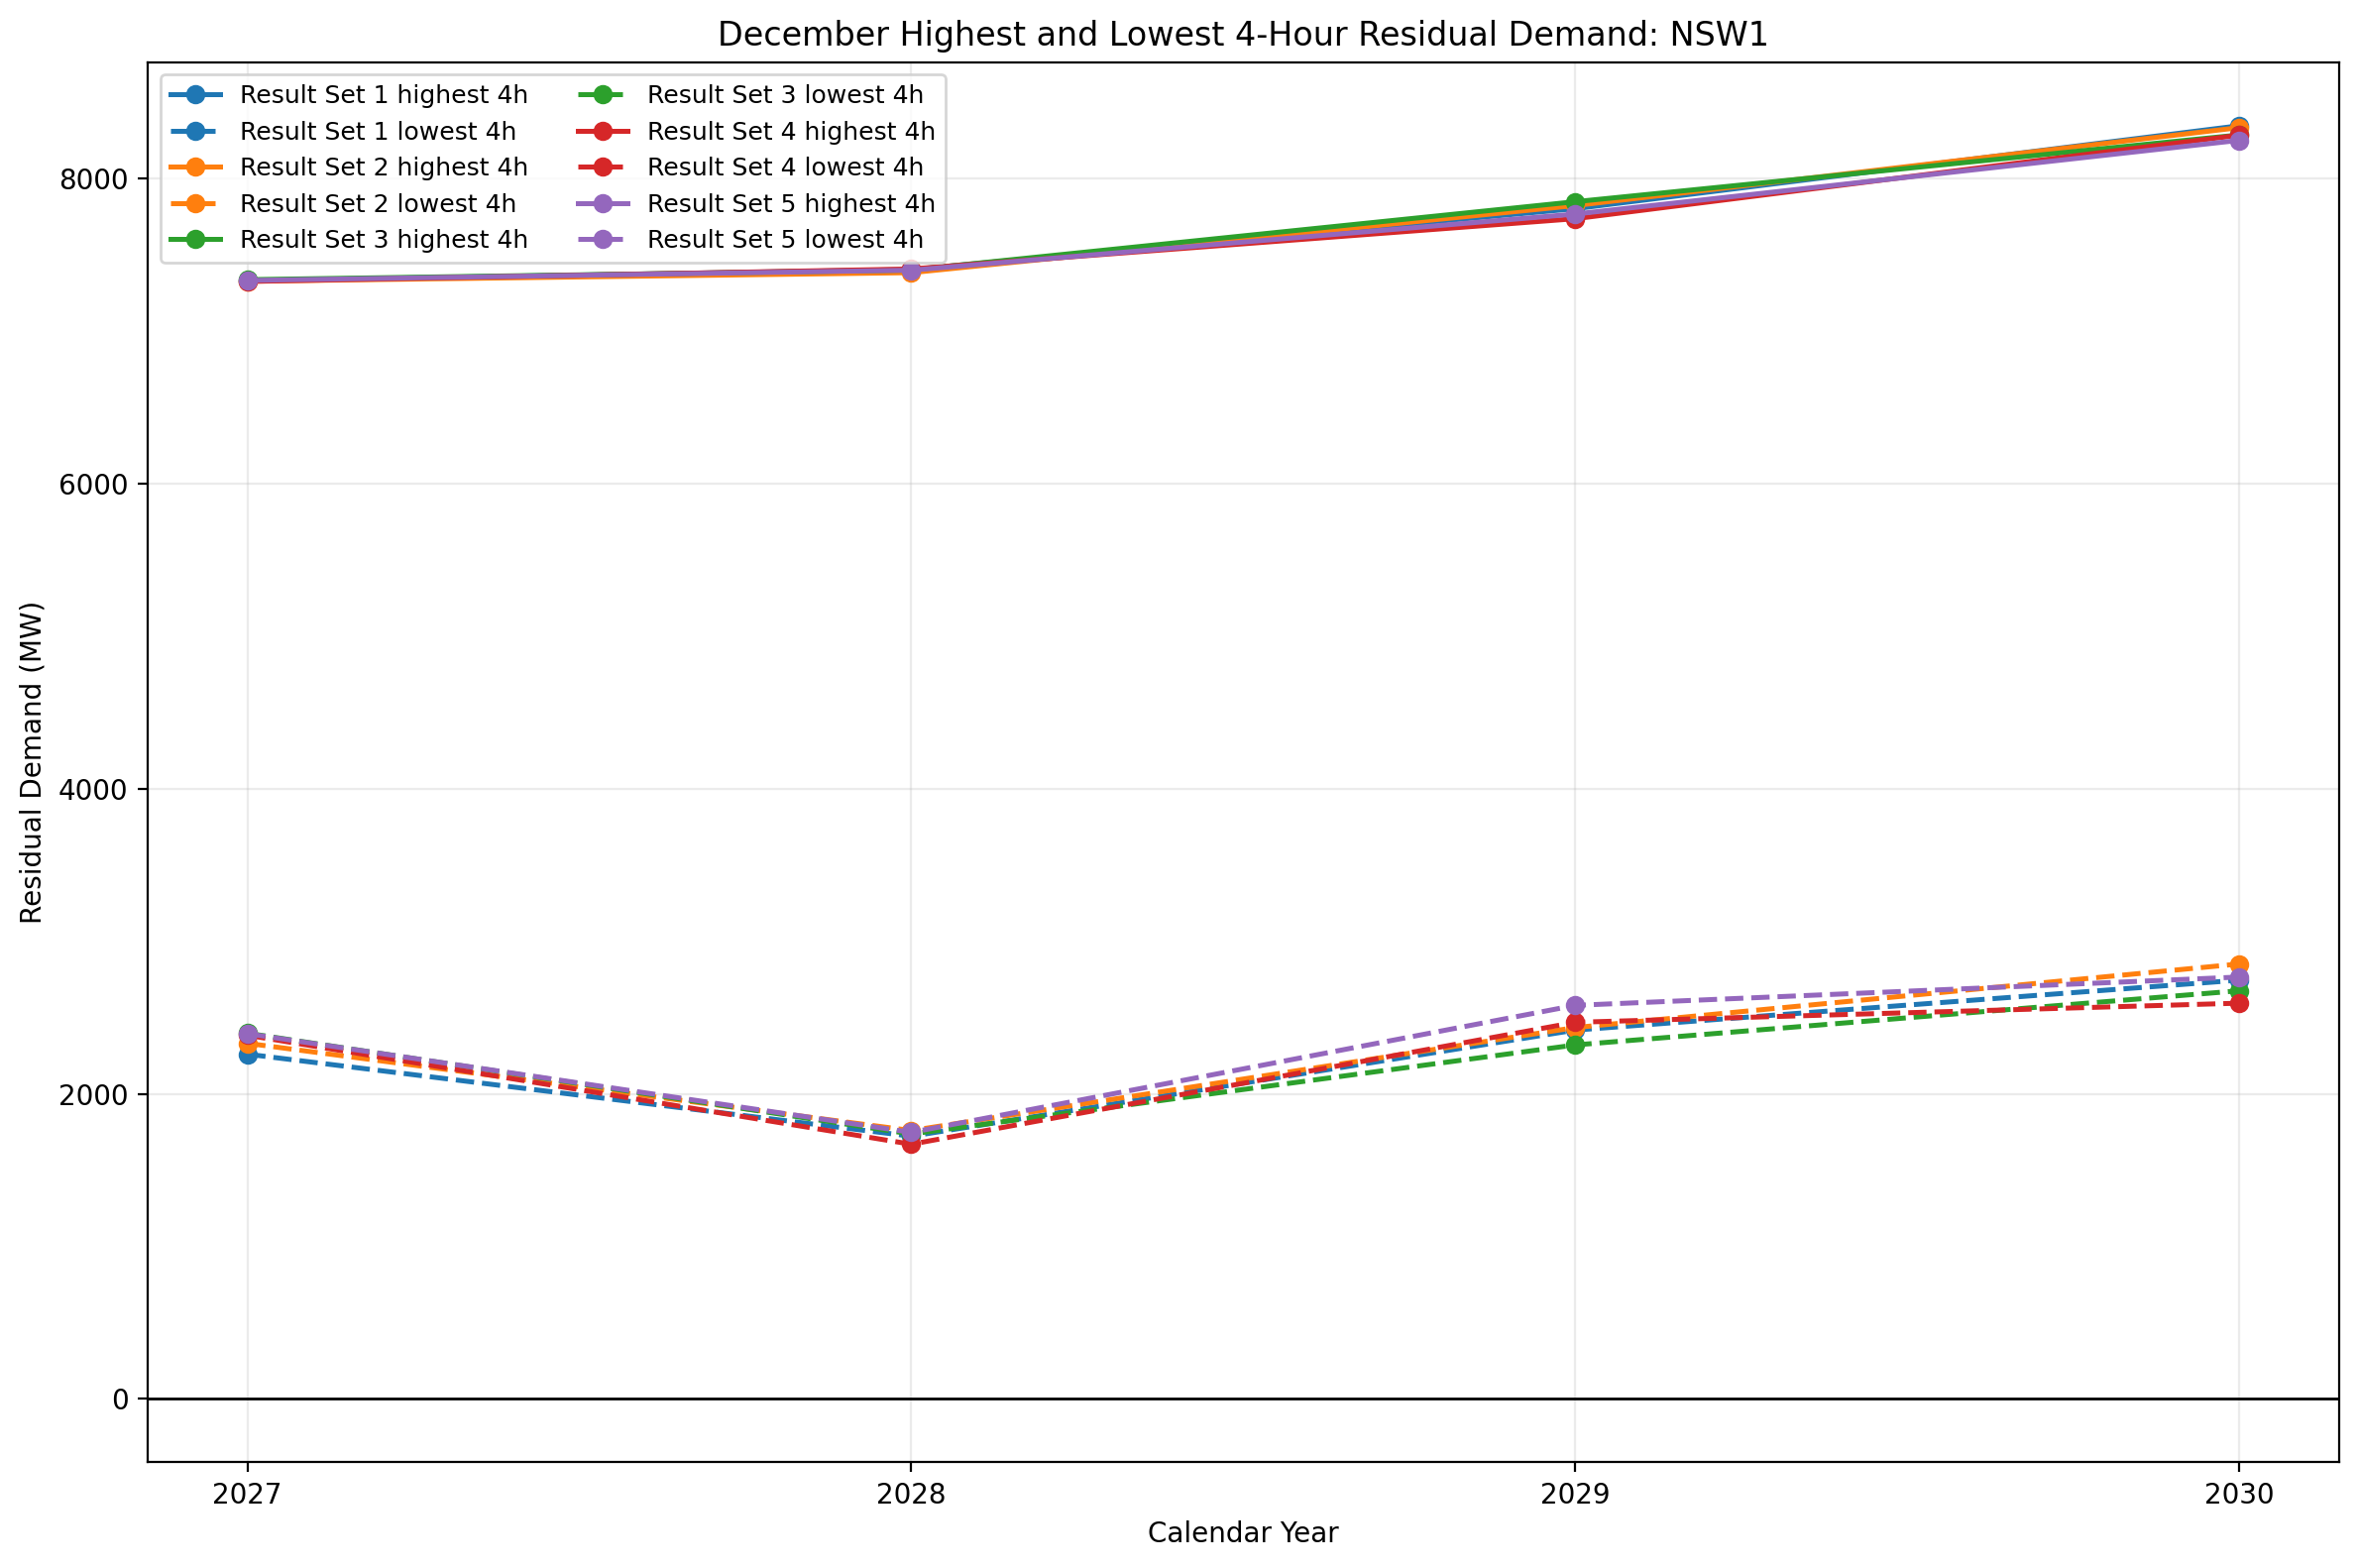 December Highest and Lowest 4-Hour Residual Demand: NSW1
Result Set 1 highest 4h
Result Set 1 lowest 4h
Result Set 2 highest 4h
Result Set 2 lowest 4h
Result Set 3 highest 4h
Result Set 3 lowest 4h
Result Set 4 highest 4h
Result Set 4 lowest 4h
Result Set 5 highest 4h
Result Set 5 lowest 4h
Residual Demand (MW)
8000
6000
4000
2000
0
2027
2028
2029
2030
Calendar Year